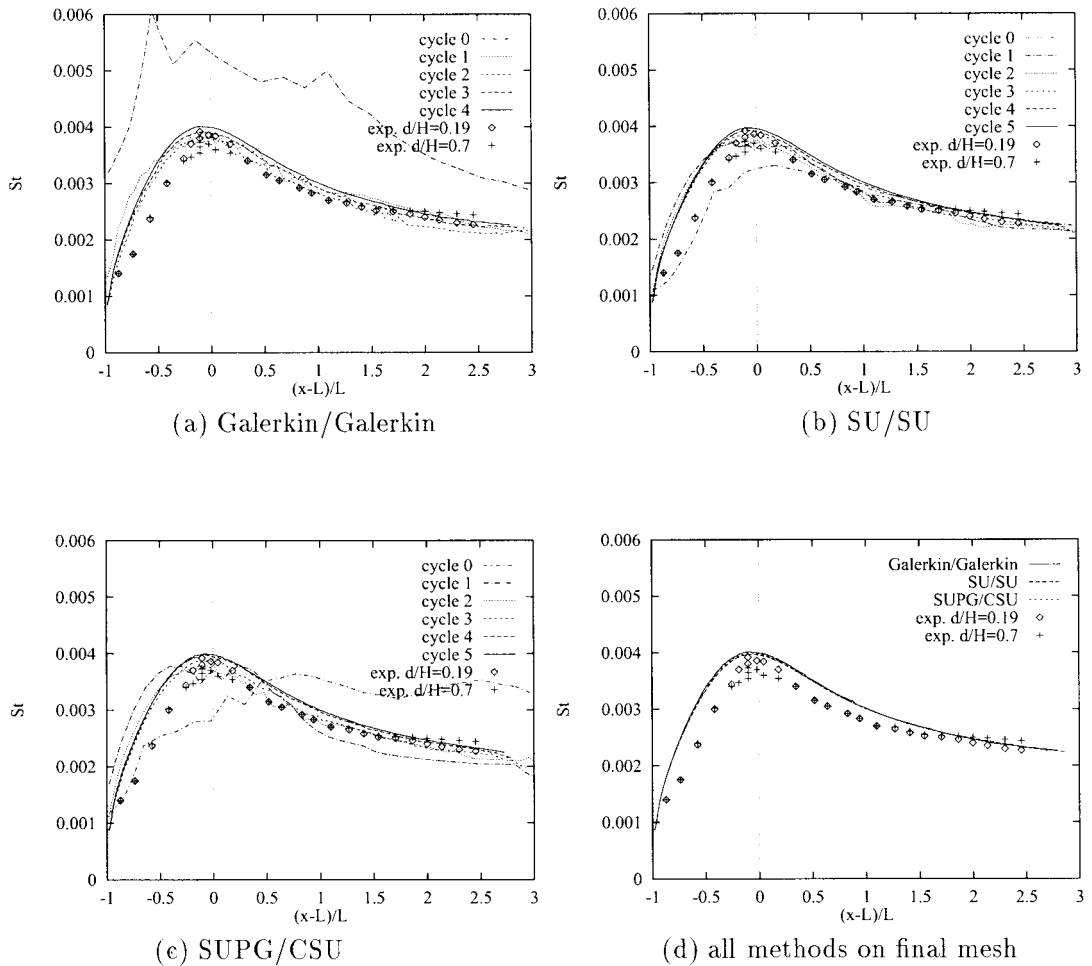 0.006
0.005
0.004
0.003
0.002
0.001
0
St
cycle 0
cycle 1
cycle 2
cycle 3
cycle 4
exp. d/H=0.19
exp. d/H=0.7
-1 -0.5 0 0.5 1 1.5 2 2.5 3
(x-L)/L
(a) Galerkin/Galerkin
0.006
0.005
0.004
0.003
0.002
0.001
0
St
cycle 0
cycle 1
cycle 2
cycle 3
cycle 4
cycle 5
exp. d/H=0.19
exp. d/H=0.7
-1 -0.5 0 0.5 1 1.5 2 2.5 3
(x-L)/L
(b) SU/SU
0.006
0.005
0.004
0.003
0.002
0.001
0
St
cycle 0
cycle 1
cycle 2
cycle 3
cycle 4
cycle 5
exp. d/H=0.19
exp. d/H=0.7
-1 -0.5 0 0.5 1 1.5 2 2.5 3
(x-L)/L
(c) SUPG/CSU
0.006
0.005
0.004
0.003
0.002
0.001
0
St
Galerkin/Galerkin
SU/SU
SUPG/CSU
exp. d/H=0.19
exp. d/H=0.7
-1 -0.5 0 0.5 1 1.5 2 2.5 3
(x-L)/L
(d) all methods on final mesh